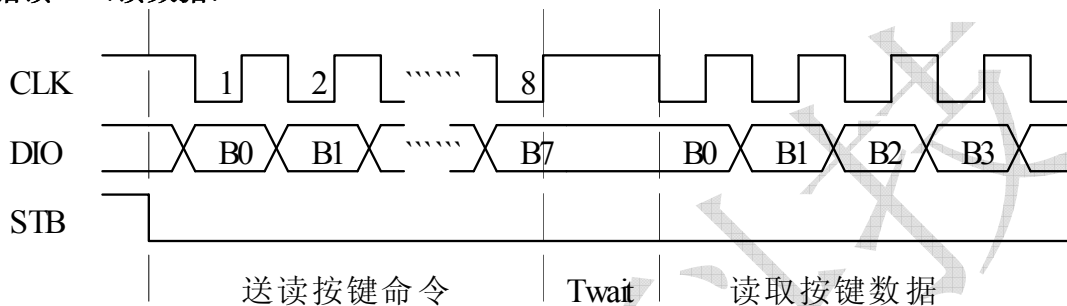 CLK 1 2 ...... 8
DIO B0 B1 ...... B7 B0 B1 B2 B3
STB
送读按键命令 Twait 读取按键数据